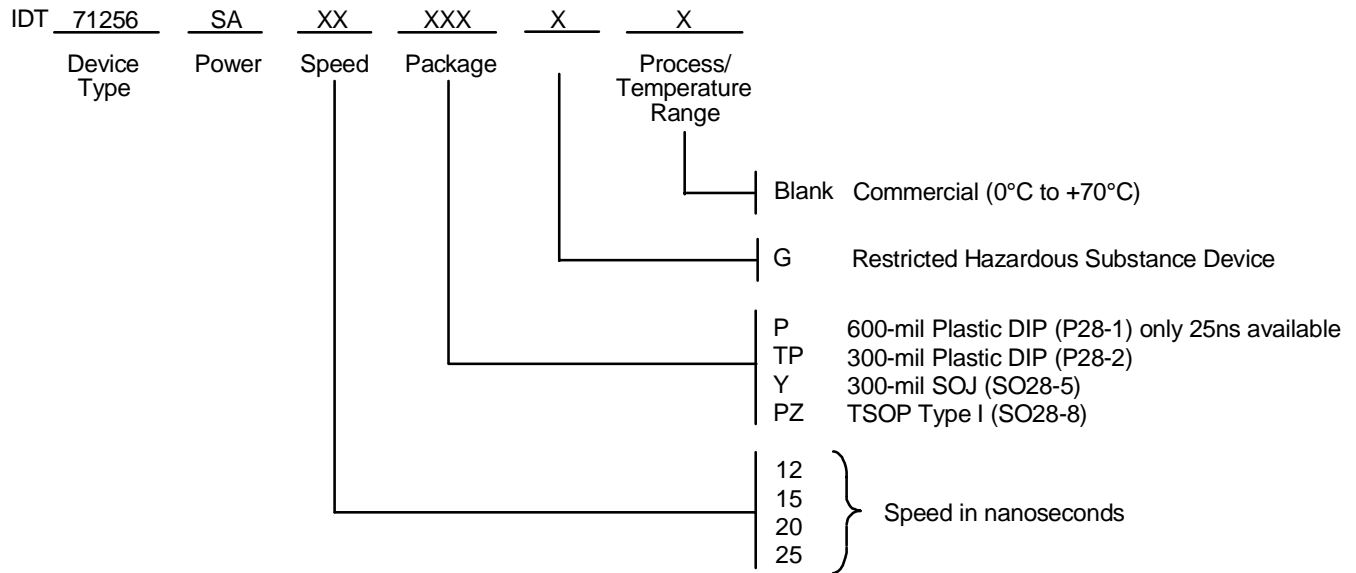 IDT 71256 SA XX XXX X X
Device Type
Power
Speed
Package
Process/
Temperature
Range
Blank Commercial (0°C to +70°C)
G Restricted Hazardous Substance Device
P 600-mil Plastic DIP (P28-1) only 25ns available
TP 300-mil Plastic DIP (P28-2)
Y 300-mil SOJ (SO28-5)
PZ TSOP Type I (SO28-8)
12
15
20
25
Speed in nanoseconds